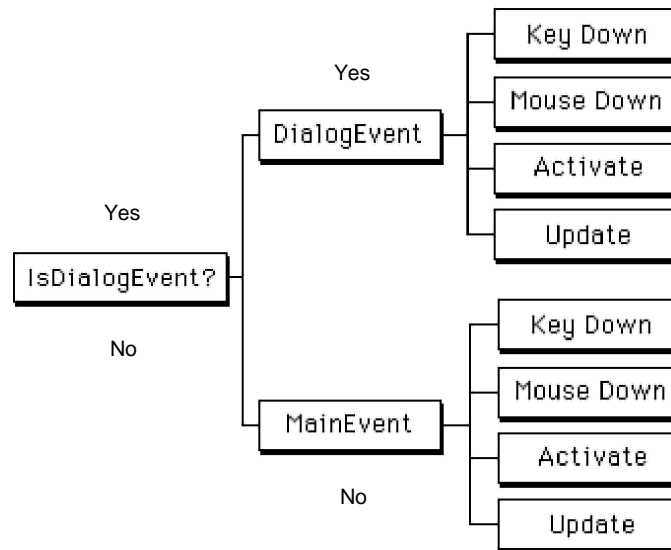 Key Down
Yes
Mouse Down
DialogEvent
Activate
Yes
Update
IsDialogEvent?
Key Down
No
Mouse Down
MainEvent
Activate
No
Update